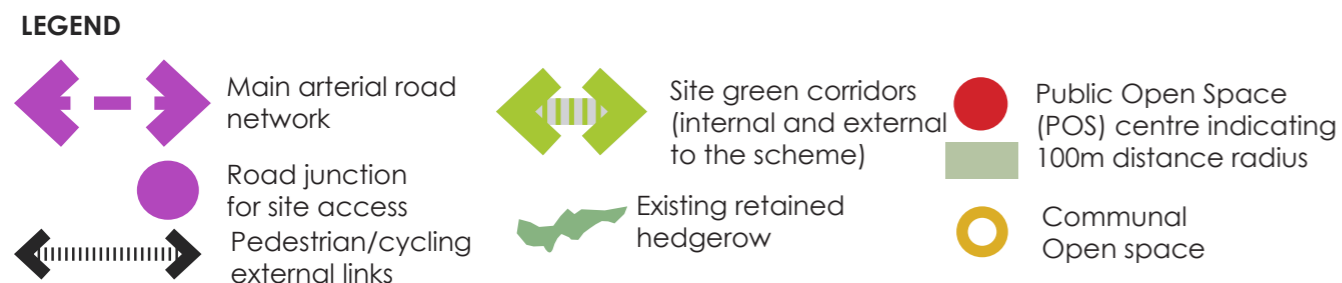 LEGEND
Main arterial road
network
Road junction
for site access
Pedestrian/cycling
external links
Site green corridors
(internal and external
to the scheme)
Existing retained
hedgerow
Public Open Space
(POS) centre indicating
100m distance radius
Communal
Open space